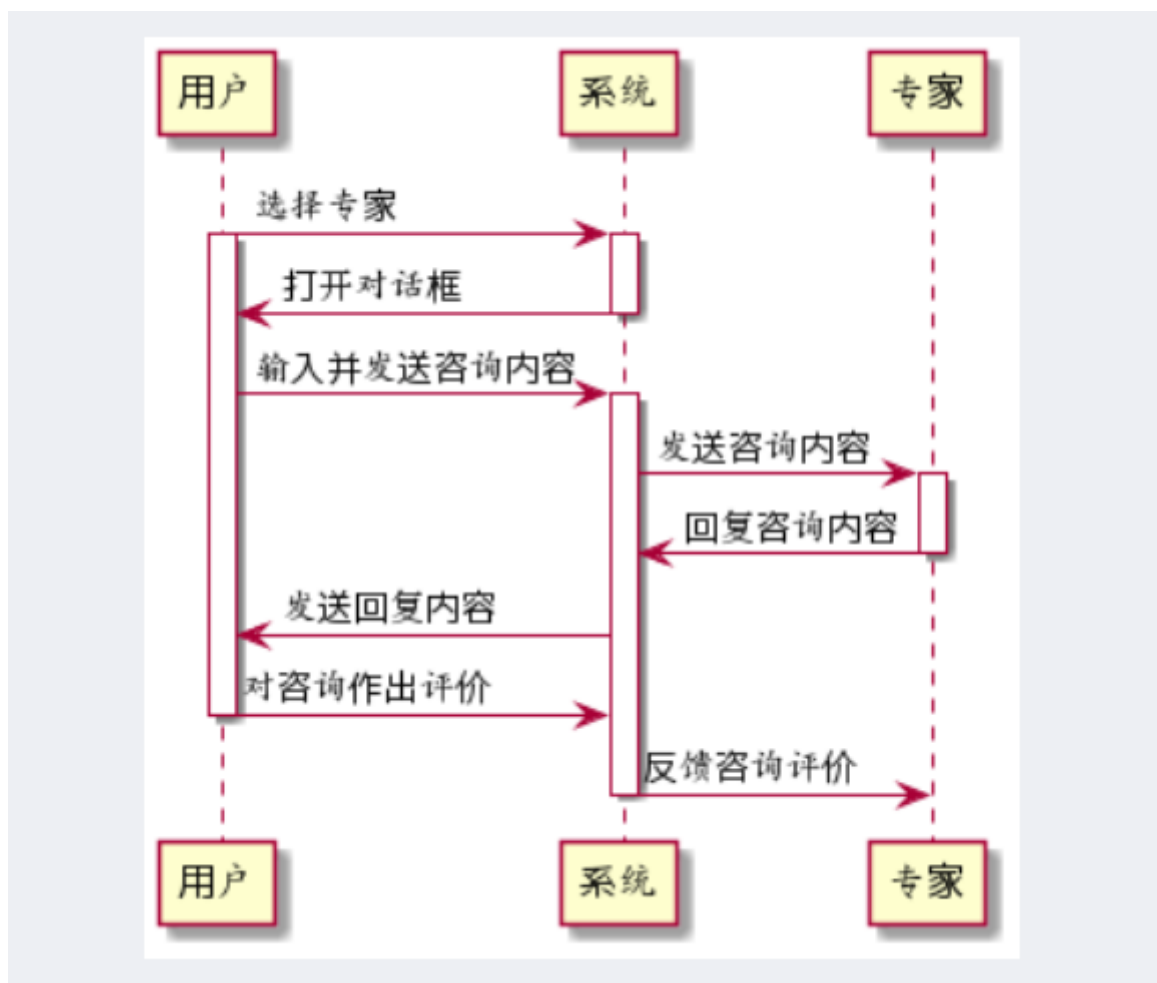 用户 系统 专家
选择专家
打开对话框
输入并发送咨询内容
发送咨询内容
回复咨询内容
发送回复内容
对咨询作出评价
反馈咨询评价
用户 系统 专家